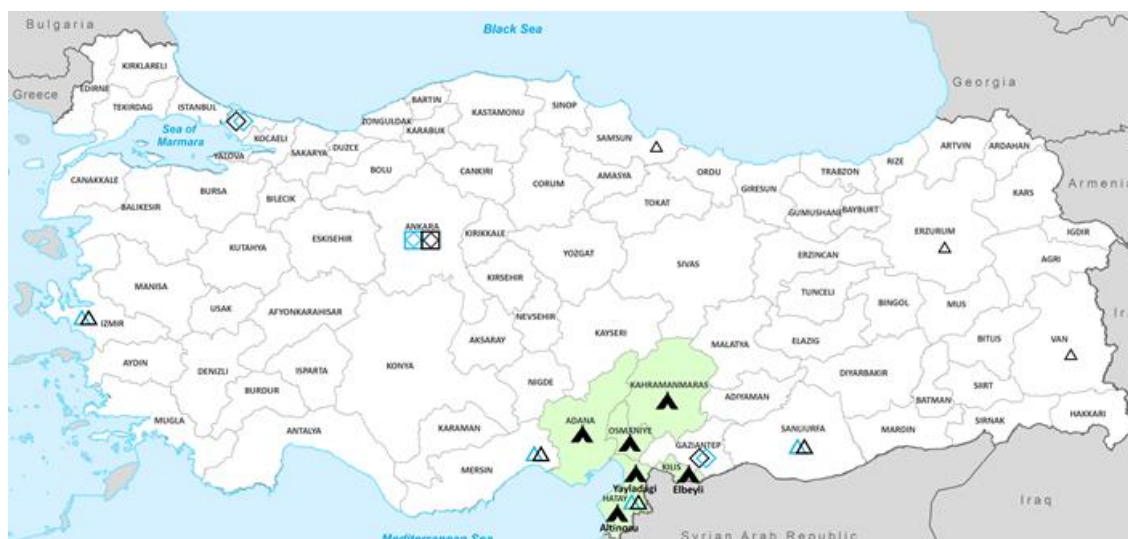 Bulgaria
Black Sea
KIRKLARELI
Georgia
EDIRNE
Greece
TEKIRDAG
ISTANBUL
BARTIN
KASTAMONU
SINOP
ZONGULDAK
KARABUK
Sea of
Marmara
KOCAELI
DUZCE
SAMSUN
ARTVIN
ARDAHAN
YALOVA
SAKARYA
BOLU
CANKIRI
CORUM
AMASYA
ORDU
GIRESUN
TRABZON
RIZE
CANAKKALE
BALIKESIR
BURSA
BILECIK
TOKAT
GUMUSHANE
BAYBURT
KARS
Armenia
ANKARA
KIRIKKALE
ESKISEHIR
KUTAHYA
YOZGAT
SIVAS
ERZINCAN
ERZURUM
IGDIR
AGRI
MANISA
USAK
AFYONKARAHISAR
KIRSEHIR
NEVSEHIR
TUNCELI
BINGOL
MUS
IZMIR
KAYSERI
AKSARAY
MALATYA
ELAZIG
BITLIS
VAN
AYDIN
DENIZLI
ISPARTA
BURDUR
KONYA
NIGDE
KAHRAMANMARAS
ADIYAMAN
DIYARBAKIR
BATMAN
SIIRT
MUGLA
ANTALYA
KARAMAN
MERSIN
ADANA
OSMANIYE
GAZIANTEP
SANLIURFA
MARDIN
SIRNAK
HAKKARI
KILIS
Yayladagi
Elbeyli
HATAY
Altinozu
Iraq
Mediterranean Sea
Syrian Arab Republic